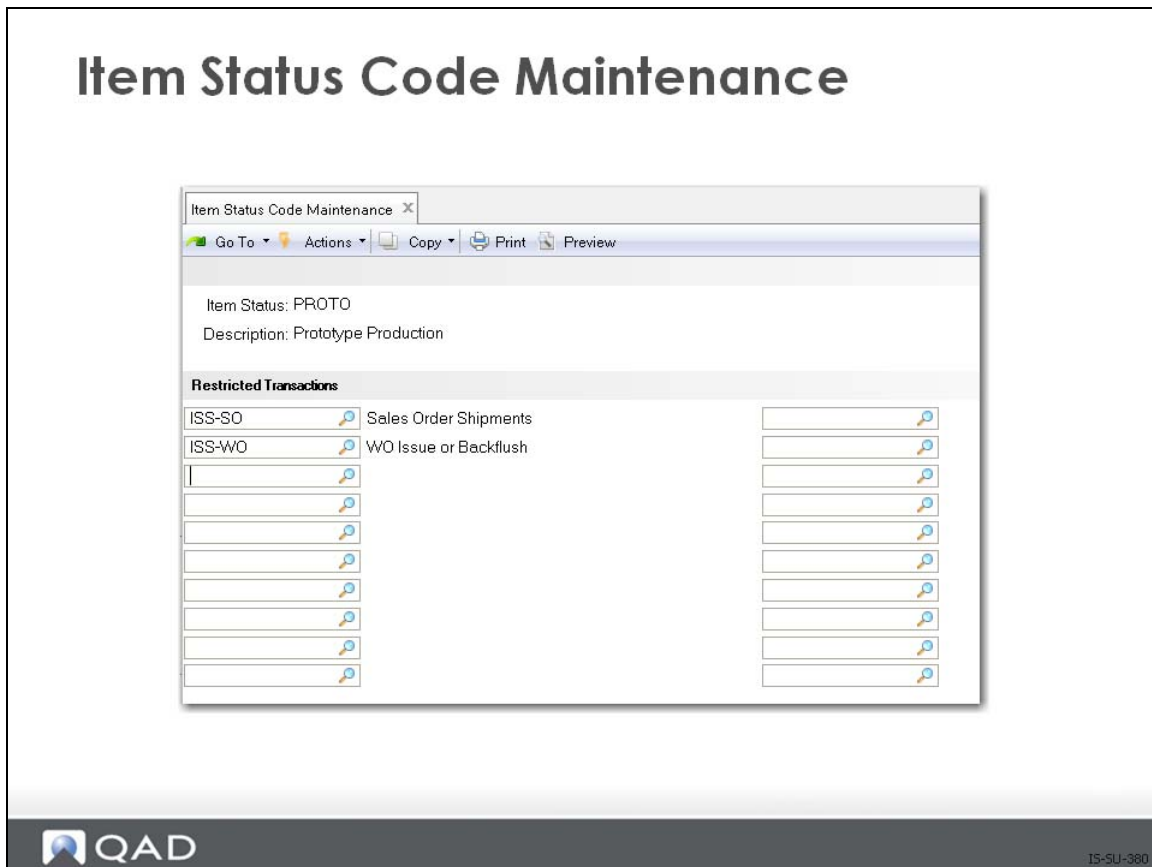 Item Status Code Maintenance
Item Status Code Maintenance X
Go To Actions Copy Print Preview
Item Status: PROTO
Description: Prototype Production
Restricted Transactions
ISS-SO Sales Order Shipments
ISS-WO WO Issue or Backflush
QAD
IS-SU-380